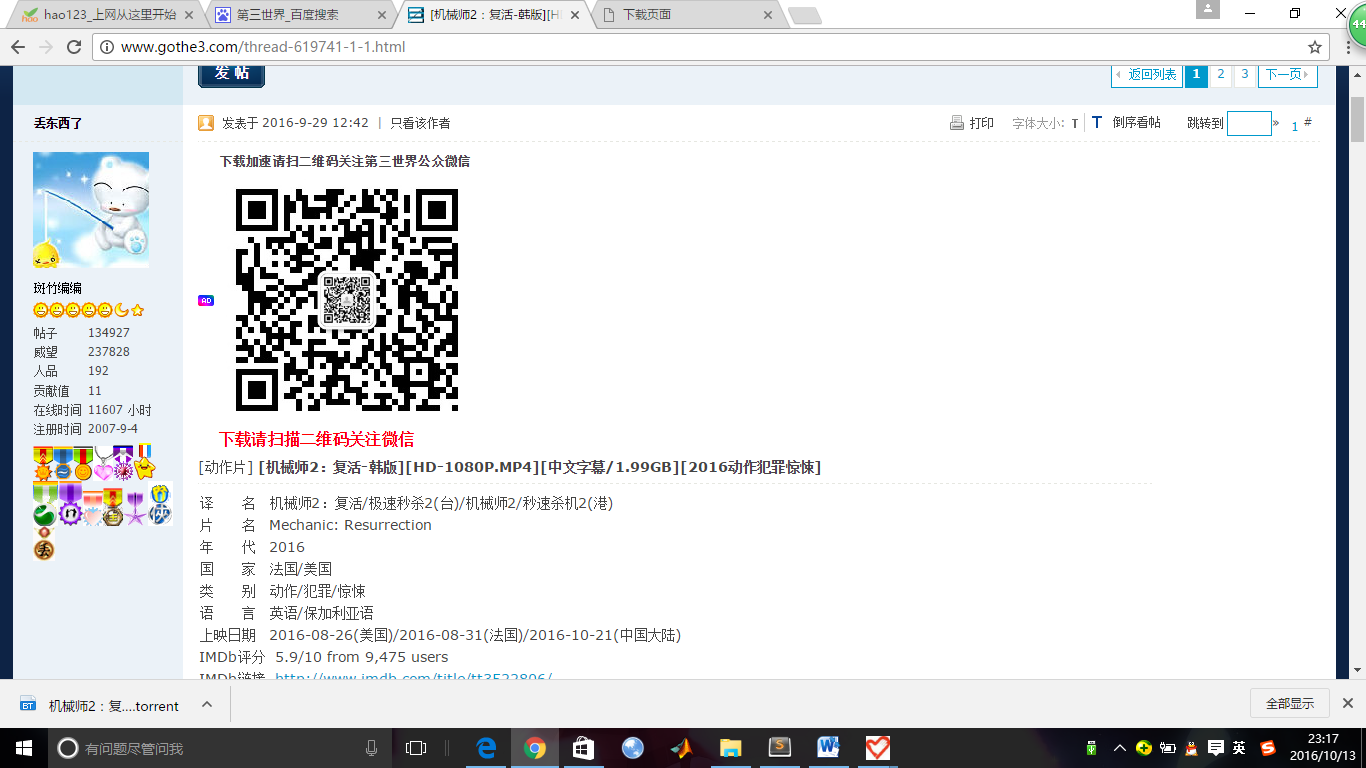 hao123_上网从这里开始
第三世界_百度搜索
[机械师2：复活-韩版][H
下载页面
44
www.gothe3.com/thread-619741-1-1.html
发帖
返回列表 1 2 3 下一页
丢东西了
发表于 2016-9-29 12:42 | 只看该作者
打印 字体大小: T T 倒序看帖 跳转到 » 1 #
下载加速请扫二维码关注第三世界公众微信
AD
斑竹编编
帖子 134927
威望 237828
人品 192
贡献值 11
在线时间 11607 小时
注册时间 2007-9-4
下载请扫描二维码关注微信
[动作片] [机械师2：复活-韩版][HD-1080P.MP4][中文字幕/1.99GB][2016动作犯罪惊悚]
译 名 机械师2：复活/极速秒杀2(台)/机械师2/秒速杀机2(港)
片 名 Mechanic: Resurrection
年 代 2016
国 家 法国/美国
类 别 动作/犯罪/惊悚
语 言 英语/保加利亚语
上映日期 2016-08-26(美国)/2016-08-31(法国)/2016-10-21(中国大陆)
IMDb评分 5.9/10 from 9,475 users
IMDb链接 http://www.imdb.com/title/tt3522806/
BT 机械师2：复....torrent
全部显示
有问题尽管问我
英
23:17
2016/10/13